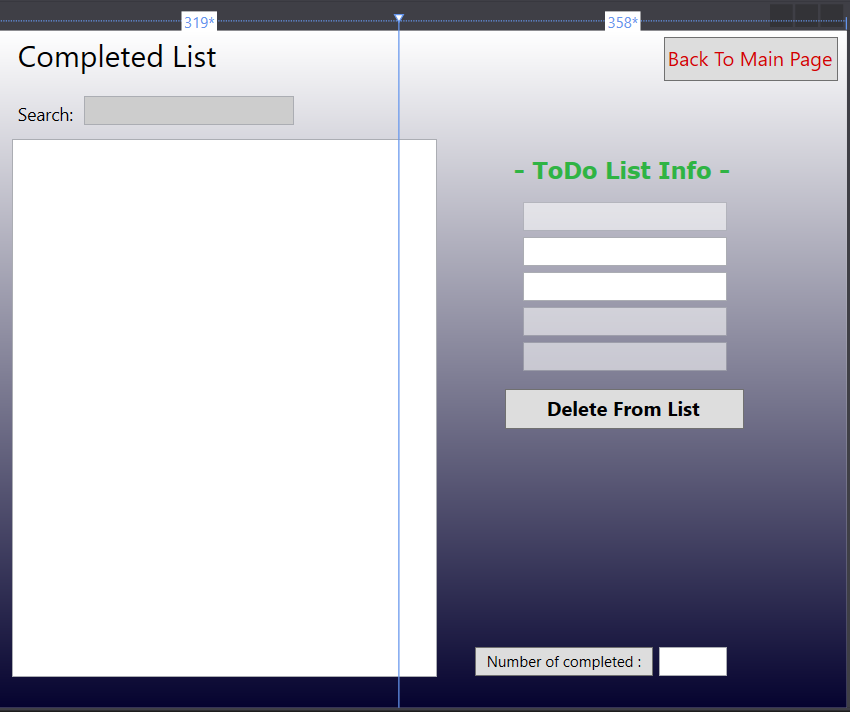 319*
358*
Completed List
Back To Main Page
Search:
- ToDo List Info -
Delete From List
Number of completed :